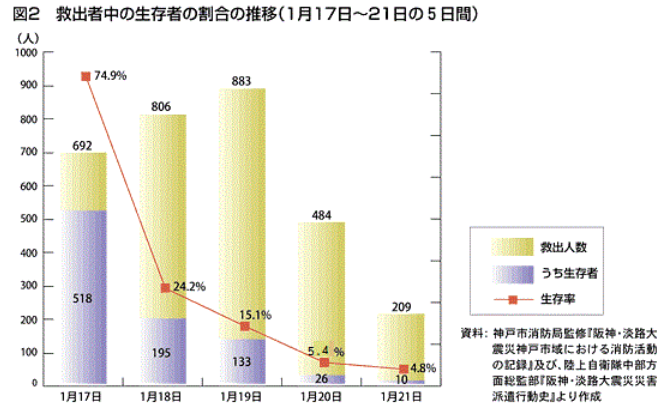 図2 救出者中の生存者の割合の推移(1月17日～21日の5日間)
(人)
1000
900
800
700
600
500
400
300
200
100
0
74.9%
692
806
883
484
209
518
24.2%
195
15.1%
133
5.4 %
26
4.8%
10
1月17日
1月18日
1月19日
1月20日
1月21日
救出人数
うち生存者
生存率
資料: 神戸市消防局監修『阪神・淡路大
震災神戸市域における消防活動
の記録』及び、陸上自衛隊中部方
面総監部『阪神・淡路大震災災害
派遣行動史』より作成